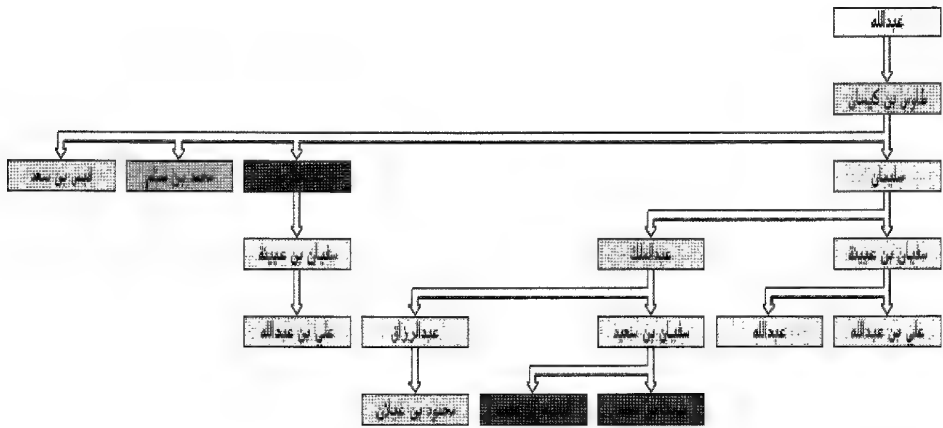 عبدالله
طاوس بن كيسان
سليمان
محمد بن مسلم
قيس بن سعد
سفيان بن عيينة
عبدالملك
سفيان بن عيينة
علي بن عبدالله
عبدالله
سفيان بن سعيد
عبدالرزاق
علي بن عبدالله
محمود بن غيلان